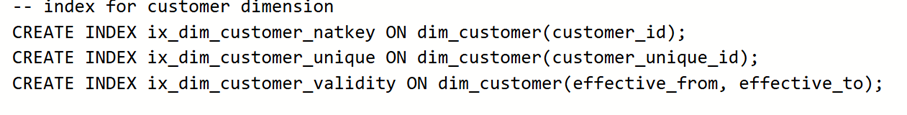 -- index for customer dimension
CREATE INDEX ix_dim_customer_natkey ON dim_customer(customer_id);
CREATE INDEX ix_dim_customer_unique ON dim_customer(customer_unique_id);
CREATE INDEX ix_dim_customer_validity ON dim_customer(effective_from, effective_to);